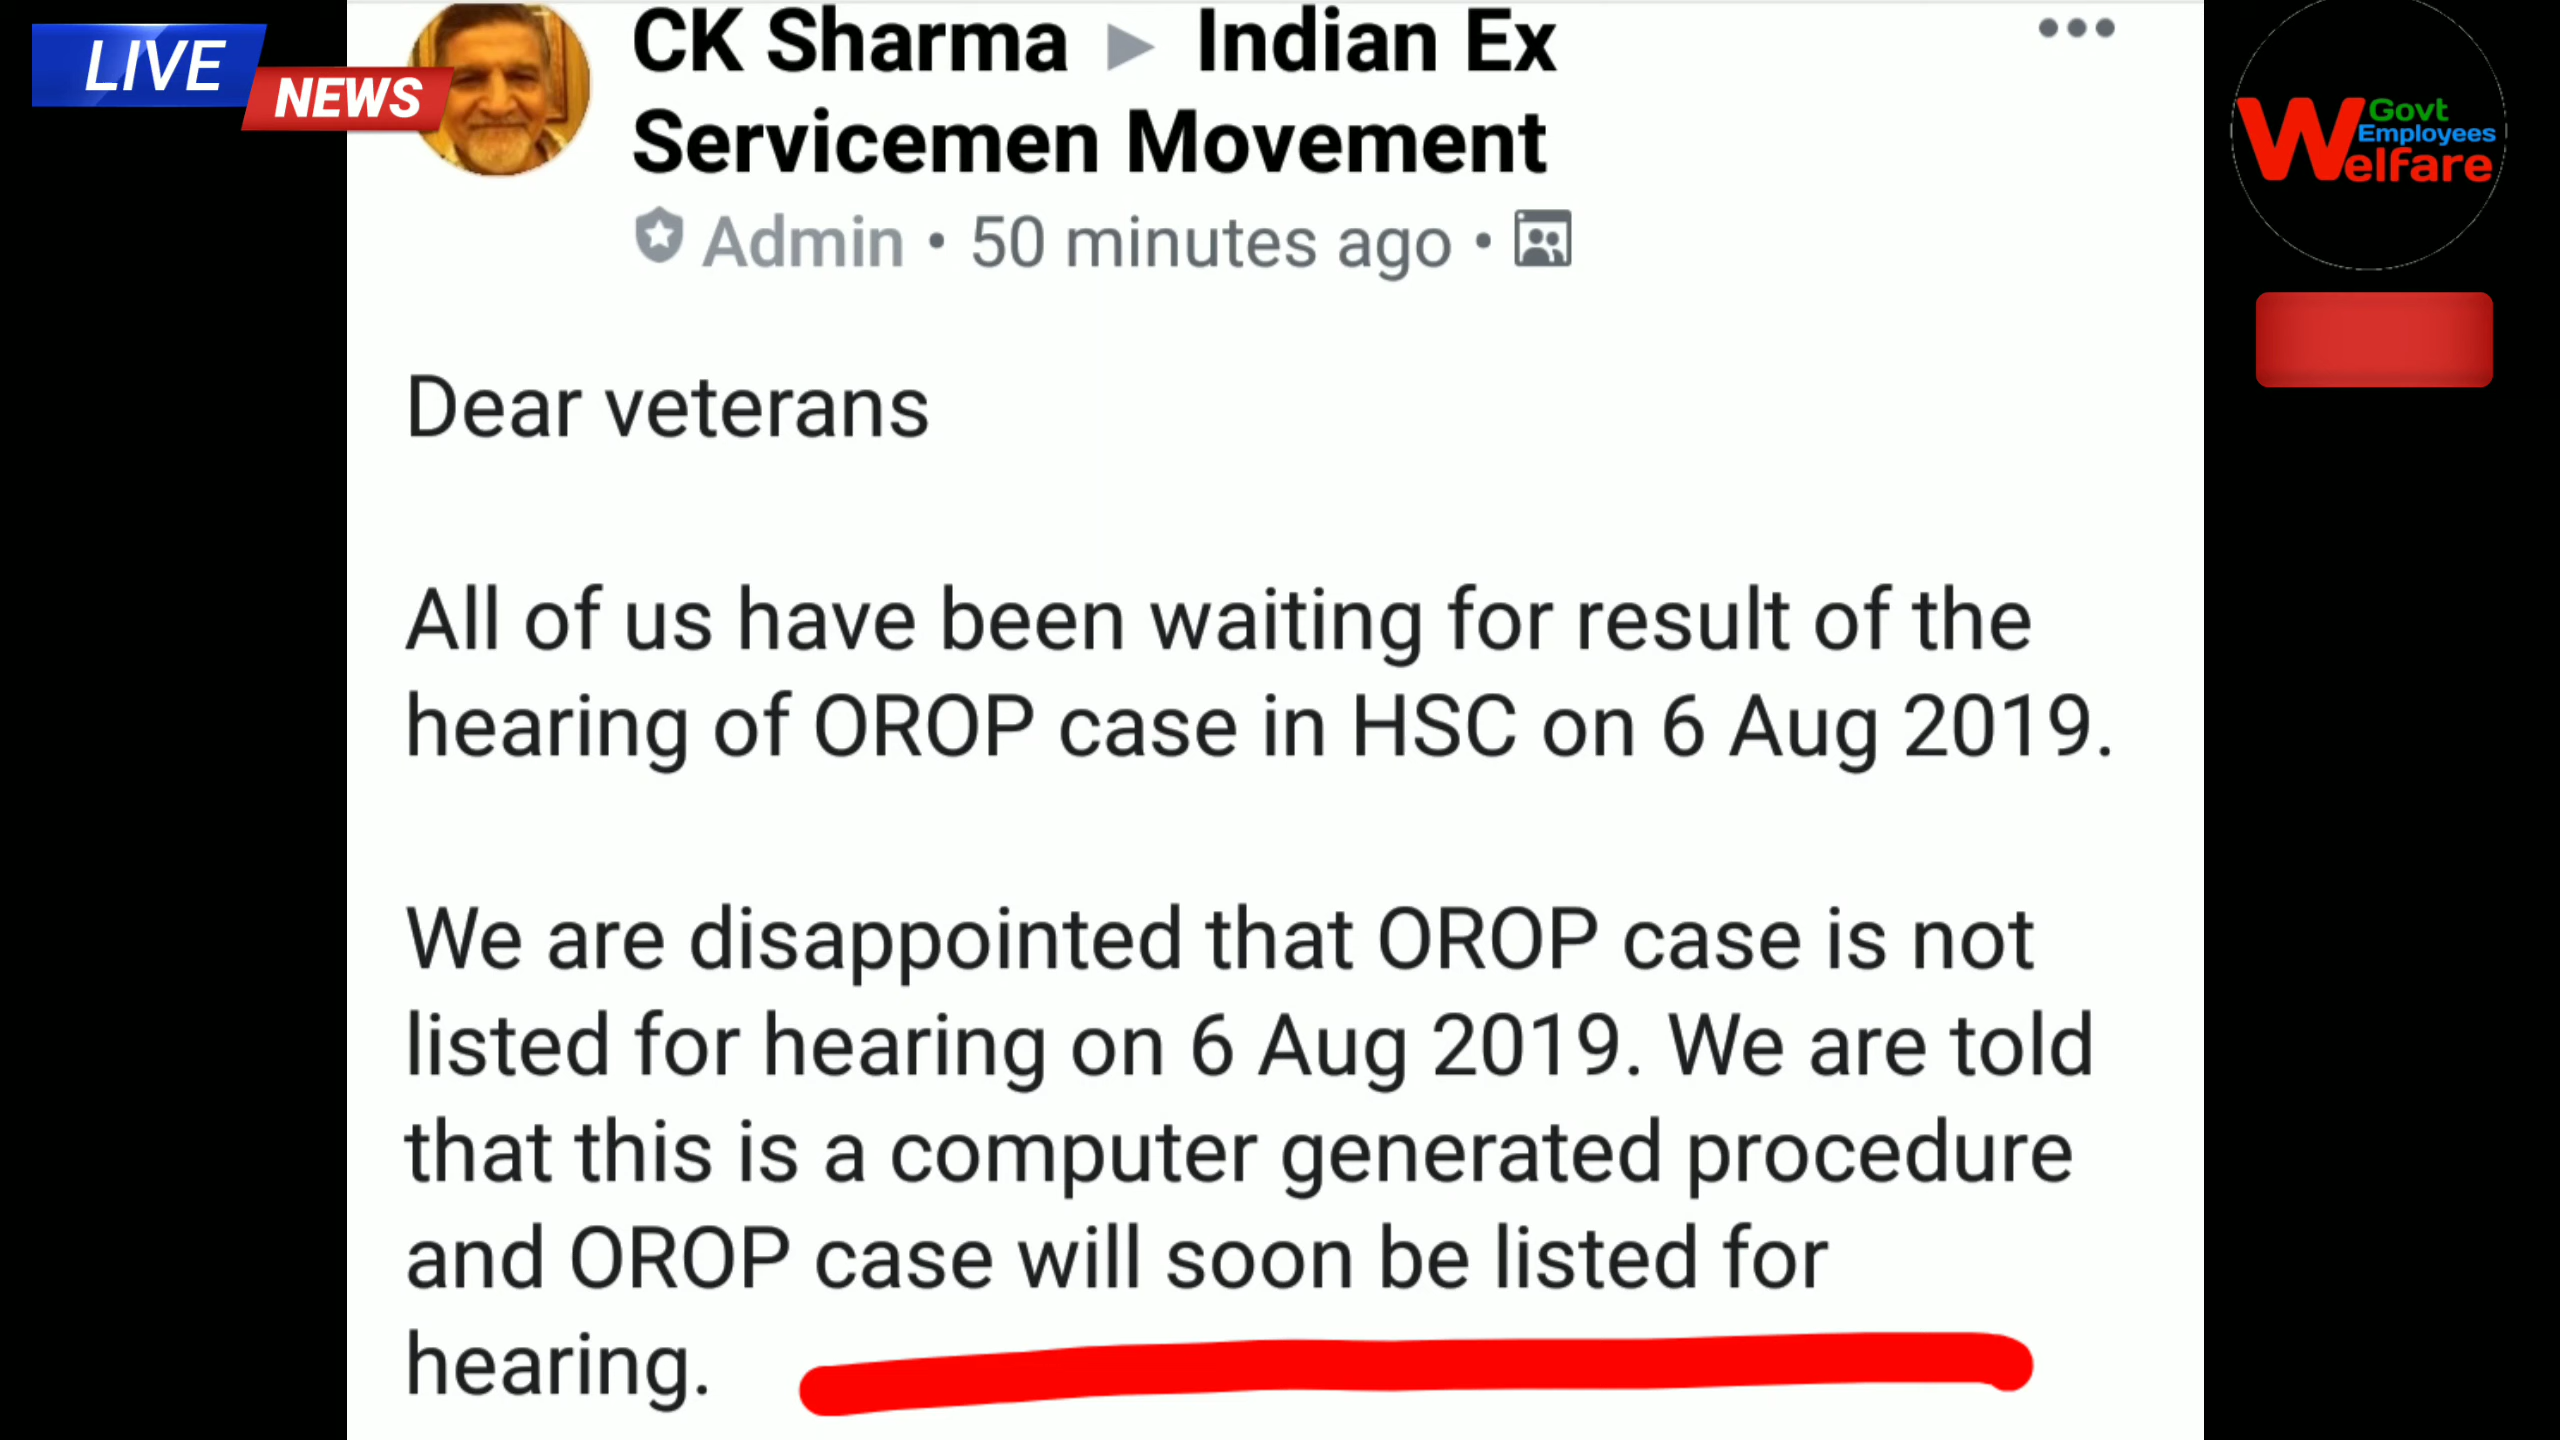 LIVE
NEWS
CK Sharma ▶ Indian Ex
Servicemen Movement
Admin • 50 minutes ago •
Govt
Employees
Welfare
Dear veterans
All of us have been waiting for result of the
hearing of OROP case in HSC on 6 Aug 2019.
We are disappointed that OROP case is not
listed for hearing on 6 Aug 2019. We are told
that this is a computer generated procedure
and OROP case will soon be listed for
hearing.